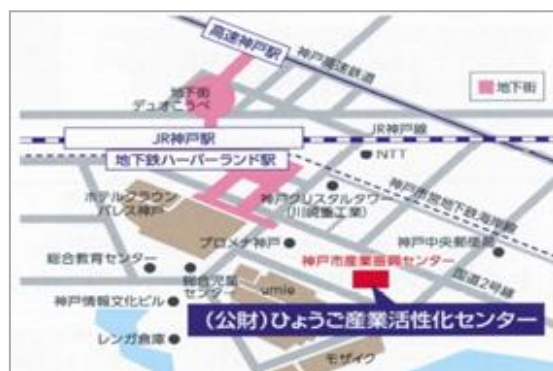 高速神戸駅
神戸高速鉄道
地下街
デュオこうべ
地下街
JR神戸駅
JR神戸線
地下鉄ハーバーランド駅
NTT
神戸市営地下鉄海岸線
ホテルクラウン
パレス神戸
神戸クリスタルタワー
(川崎重工業)
プロメナ神戸
神戸中央郵便局
総合教育センター
総合児童
センター
umie
神戸市産業振興センター
国道2号線
神戸情報文化ビル
(公財)ひょうご産業活性化センター
レンガ倉庫
モザイク